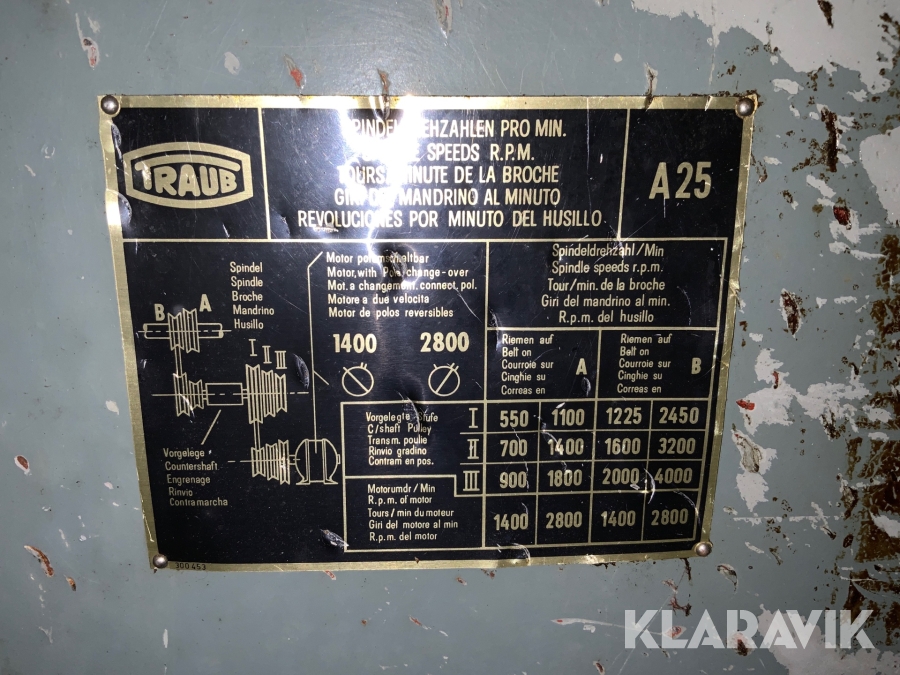 TRAUB
PRO MIN.
SPEEDS R.P.M.
MINUTE DE LA BROCHE
MANDRINO AL MINUTO
REVOLUCIONES POR MINUTO DEL HUSILLO
A25
B A
Spindel
Spindle
Broche
Mandrino
Husillo
I II III
Vorgelege
Countershaft
Engrenage
Rinvio
Contramarcha
Motor polumschaltbar
Motor, with Pole change-over
Mot. a changement. connect. pol.
Motore a due velocita
Motor de polos reversibles
1400 2800
Spindeldrehzahl/Min
Spindle speeds r.p.m.
Tour/min. de la broche
Giri del mandrino al min.
R.p.m. del husillo
Riemen auf
Belt on
Courroie sur
Cinghie su
Correas en
A
Riemen auf
Belt on
Courroie sur
Cinghie su
Correas en
B
Vorgelege Stufe
C/shaft Pulley
Transm. poulie
Rinvio gradino
Contram. en pos.
I 550 1100 1225 2450
II 700 1400 1600 3200
III 900 1800 2000 4000
Motorumdr/Min
R.p.m. of motor
Tours/min du moteur
Giri del motore al min
R.p.m. del motor
1400 2800 1400 2800
300 453
KLARAVIK